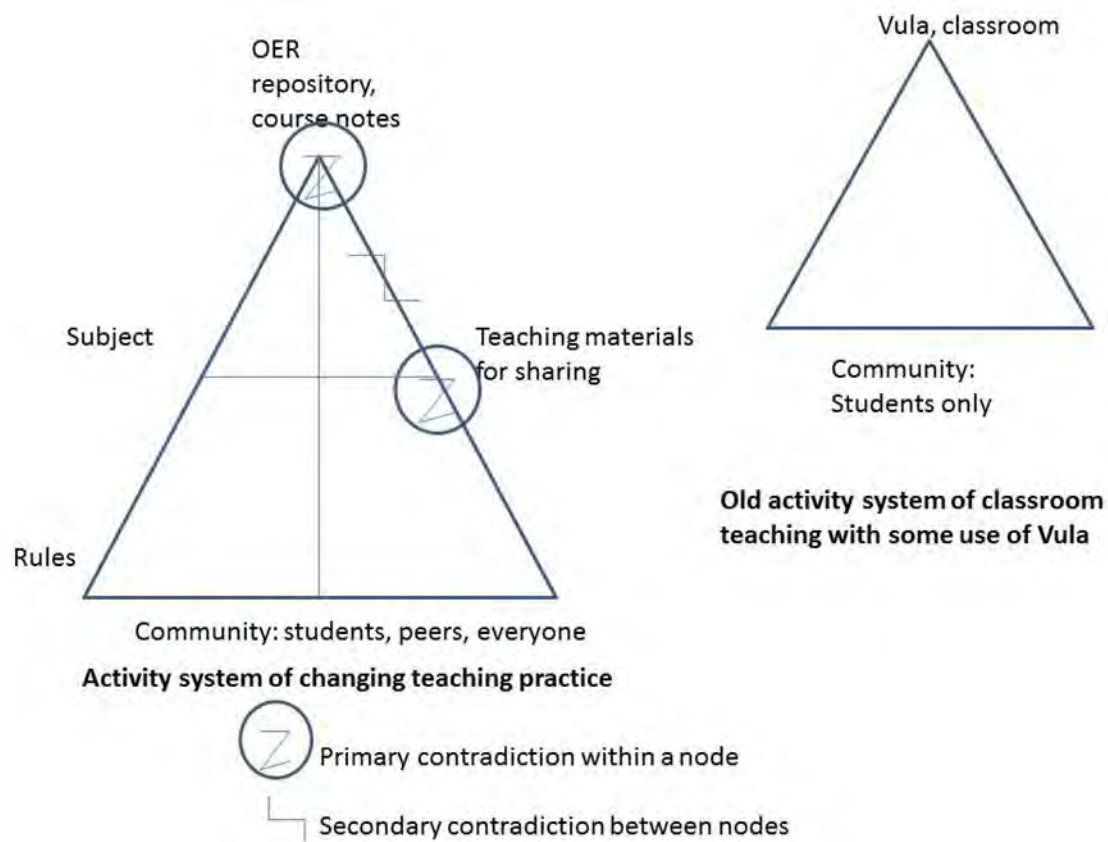 OER
repository,
course notes
Vula, classroom
Subject
Teaching materials
for sharing
Community:
Students only
Old activity system of classroom
teaching with some use of Vula
Rules
Community: students, peers, everyone
Activity system of changing teaching practice
Primary contradiction within a node
Secondary contradiction between nodes